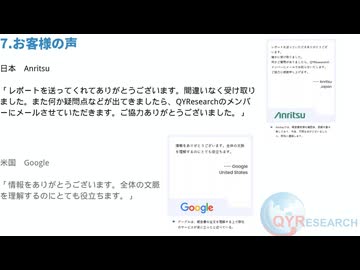 7.お客様の声
日本 Anritsu
「レポートを送ってくれてありがとうございます。間違いなく受け取り
ました。また何か疑問点などが出てきましたら、QYResearchのメンバ
ーにメールさせていただきます。ご協力ありがとうございました。」
Anritsu
Japan
Anritsu
米国 Google
「情報をありがとうございます。全体の文脈
を理解するのにとても役立ちます。」
情報をありがとうございます。全体の文脈
を理解するのにとても役立ちます。
—— Google
United States
Google
QYRESEARCH